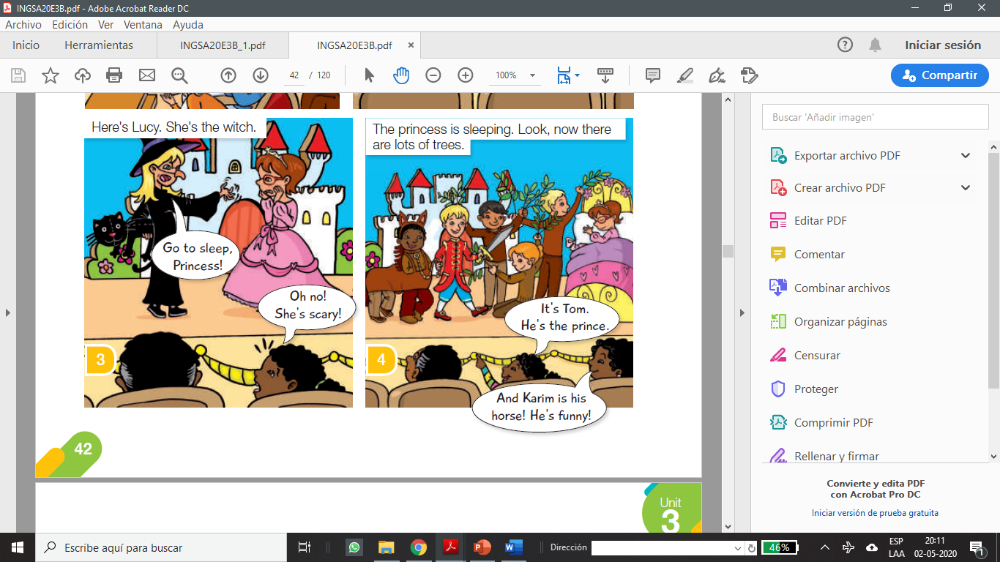 INGSA20E3B.pdf - Adobe Acrobat Reader DC
Archivo Edición Ver Ventana Ayuda
Inicio Herramientas INGSA20E3B_1.pdf INGSA20E3B.pdf × Iniciar sesión
42 / 120 100% Compartir
Here's Lucy. She's the witch.
Go to sleep,
Princess!
Oh no!
She's scary!
3
The princess is sleeping. Look, now there
are lots of trees.
It's Tom.
He's the prince.
And Karim is his
horse! He's funny!
4
42
Unit
3
Buscar 'Añadir imagen'
Exportar archivo PDF
Crear archivo PDF
Editar PDF
Comentar
Combinar archivos
Organizar páginas
Censurar
Proteger
Comprimir PDF
Rellenar y firmar
Convierte y edita PDF
con Acrobat Pro DC
Iniciar versión de prueba gratuita
Escribe aquí para buscar
Dirección
46%
ESP
LAA
20:11
02-05-2020
1